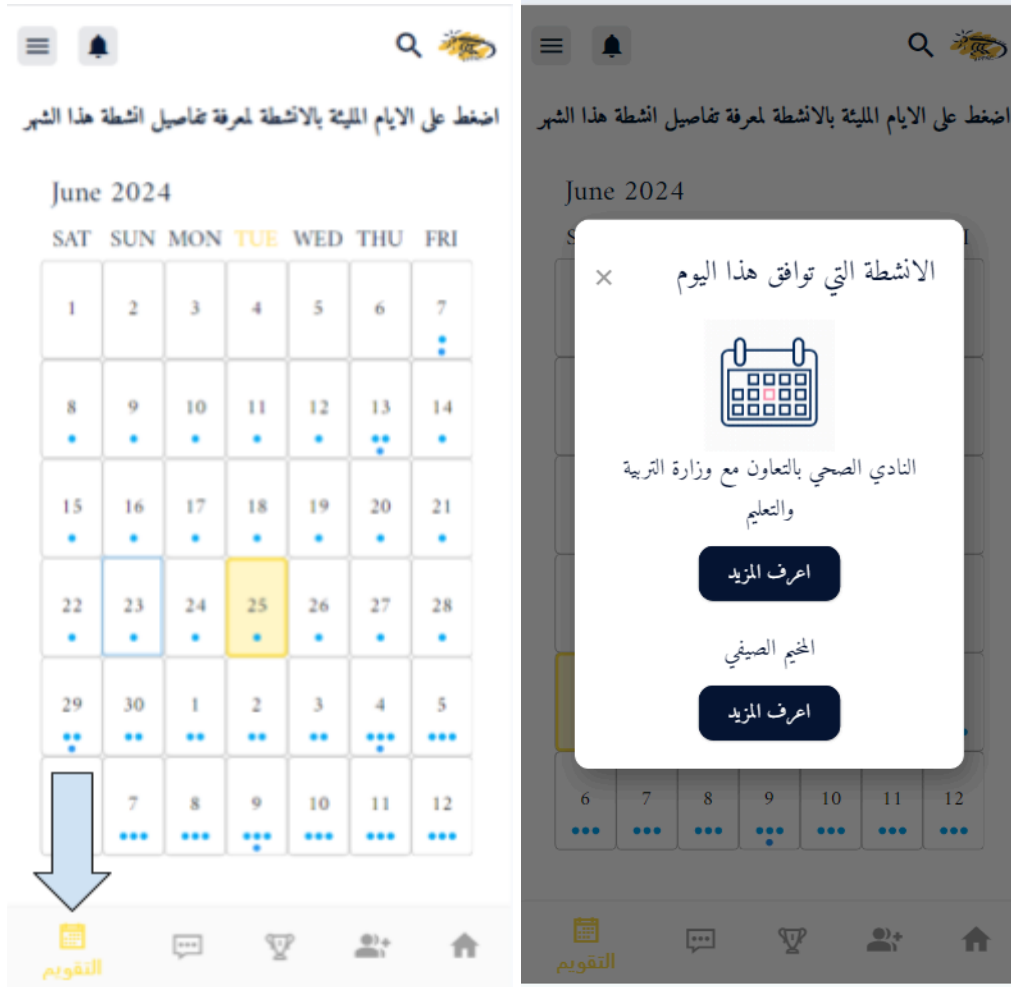 اضغط على الايام المليئة بالانشطة لمعرفة تفاصيل انشطة هذا الشهر
June 2024
SAT SUN MON TUE WED THU FRI
1 2 3 4 5 6 7
8 9 10 11 12 13 14
15 16 17 18 19 20 21
22 23 24 25 26 27 28
29 30 1 2 3 4 5
7 8 9 10 11 12
التقويم
اضغط على الايام المليئة بالانشطة لمعرفة تفاصيل انشطة هذا الشهر
June 2024
الانشطة التي توافق هذا اليوم
×
النادي الصحي بالتعاون مع وزارة التربية
والتعليم
اعرف المزيد
المخيم الصيفي
اعرف المزيد
6 7 8 9 10 11 12
التقويم